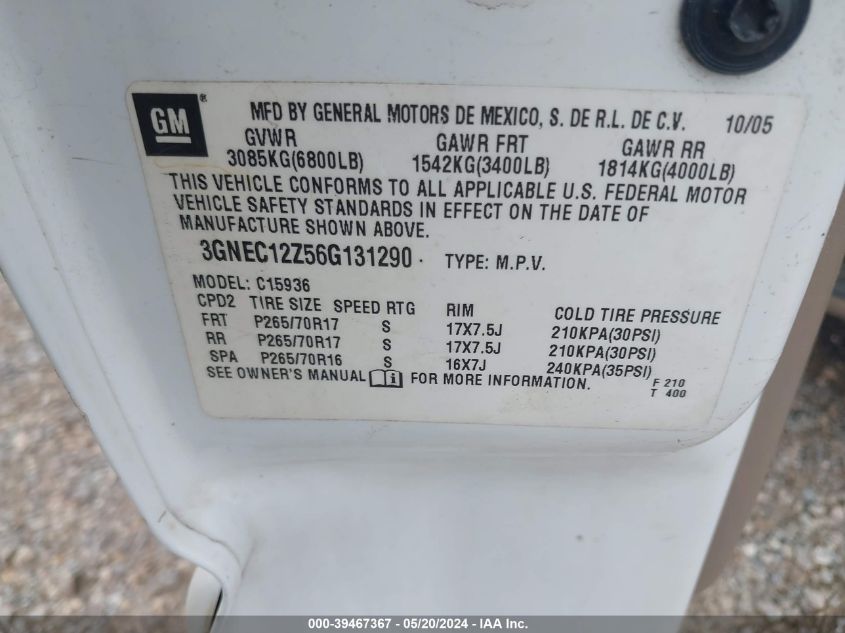 GM ®
MFD BY GENERAL MOTORS DE MEXICO, S. DE R.L. DE C.V. 10/05
GVWR GAWR FRT GAWR RR
3085KG(6800LB) 1542KG(3400LB) 1814KG(4000LB)
THIS VEHICLE CONFORMS TO ALL APPLICABLE U.S. FEDERAL MOTOR
VEHICLE SAFETY STANDARDS IN EFFECT ON THE DATE OF
MANUFACTURE SHOWN ABOVE.
3GNEC12Z56G131290 TYPE: M.P.V.
MODEL: C15936
CPD2 TIRE SIZE SPEED RTG RIM COLD TIRE PRESSURE
FRT P265/70R17 S 17X7.5J 210KPA(30PSI)
RR P265/70R17 S 17X7.5J 210KPA(30PSI)
SPA P265/70R16 S 16X7J 240KPA(35PSI)
SEE OWNER'S MANUAL i FOR MORE INFORMATION. F 210
T 400
000-39467367 - 05/20/2024 - IAA Inc.